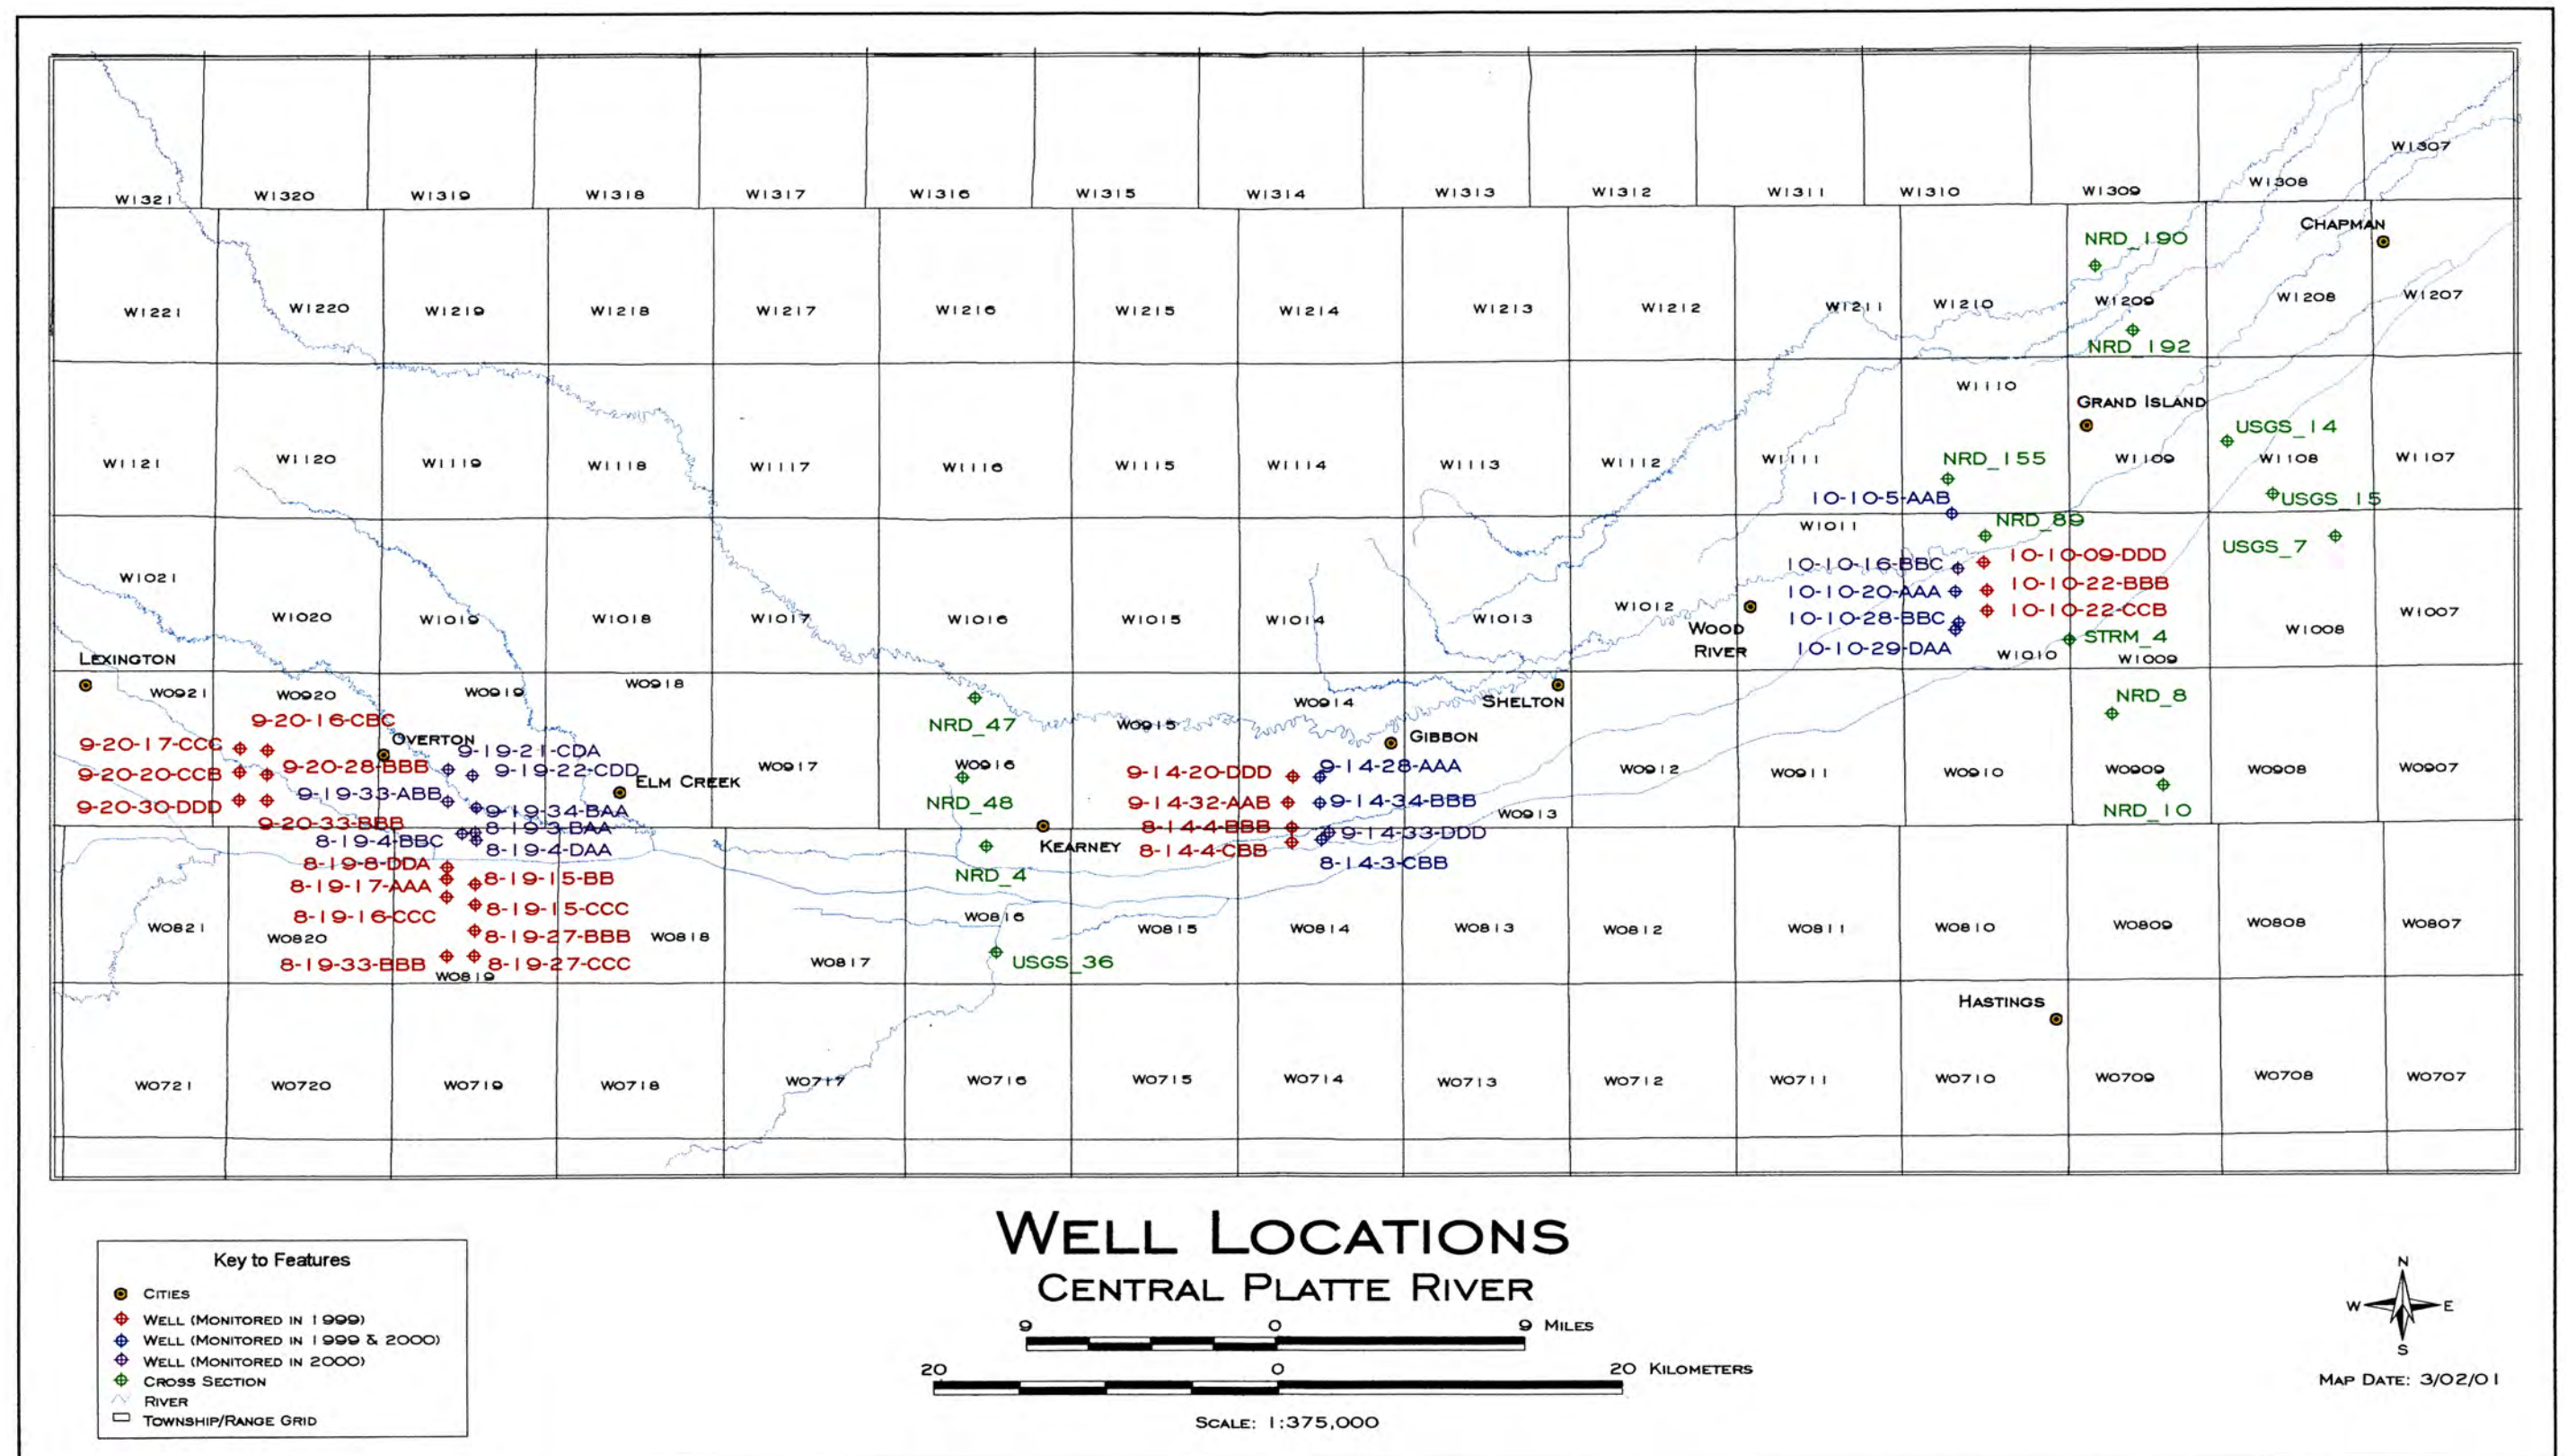 W1321 W1320 W1319 W1318 W1317 W1316 W1315 W1314 W1313 W1312 W1311 W1310 W1309 W1308 W1307
CHAPMAN
NRD_190
W1221 W1220 W1219 W1218 W1217 W1216 W1215 W1214 W1213 W1212 W1211 W1210 W1209 W1208 W1207
NRD_192
W1110
GRAND ISLAND
USGS_14
W1121 W1120 W1119 W1118 W1117 W1116 W1115 W1114 W1113 W1112 W1111 NRD_155 W1109 W1108 W1107
10-10-5-AAB USGS_15
W1011 NRD_89
USGS_7
10-10-16-BBC 10-10-09-DDD
W1021
10-10-20-AAA 10-10-22-BBB
10-10-28-BBC 10-10-22-CCB
W1020 W1019 W1018 W1017 W1016 W1015 W1014 W1013 W1012 W1008 W1007
WOOD
RIVER
10-10-29-DAA W1010 STRM_4
W1009
LEXINGTON
W0921 W0920 W0919 W0918 W0914 SHELTON NRD_8
9-20-16-CBC NRD_47 W0915
9-20-17-CCC OVERTON 9-19-21-CDA GIBBON
9-20-20-CCB 9-20-28-BBB 9-19-22-CDD W0917 W0916 9-14-20-DDD 9-14-28-AAA W0912 W0911 W0910 W0909 W0908 W0907
ELM CREEK
9-20-30-DDD 9-19-33-ABB NRD_48 9-14-32-AAB 9-14-34-BBB NRD_10
9-20-33-BBB 9-19-34-BAA W0913
8-19-3-BAA 8-14-4-BBB 9-14-33-DDD
8-19-4-BBC 8-19-4-DAA KEARNEY 8-14-4-CBB 8-14-3-CBB
8-19-8-DDA NRD_4
8-19-17-AAA 8-19-15-BB
8-19-16-CCC 8-19-15-CCC
W0821 W0820 8-19-27-BBB W0818 W0816 W0815 W0814 W0813 W0812 W0811 W0810 W0809 W0808 W0807
8-19-33-BBB 8-19-27-CCC W0817 USGS_36
W0819
HASTINGS
W0721 W0720 W0719 W0718 W0717 W0716 W0715 W0714 W0713 W0712 W0711 W0710 W0709 W0708 W0707
WELL LOCATIONS
CENTRAL PLATTE RIVER
9 0 9 MILES
20 0 20 KILOMETERS
SCALE: 1:375,000
Key to Features
CITIES
WELL (MONITORED IN 1999)
WELL (MONITORED IN 1999 & 2000)
WELL (MONITORED IN 2000)
CROSS SECTION
RIVER
TOWNSHIP/RANGE GRID
N
W E
S
MAP DATE: 3/02/01